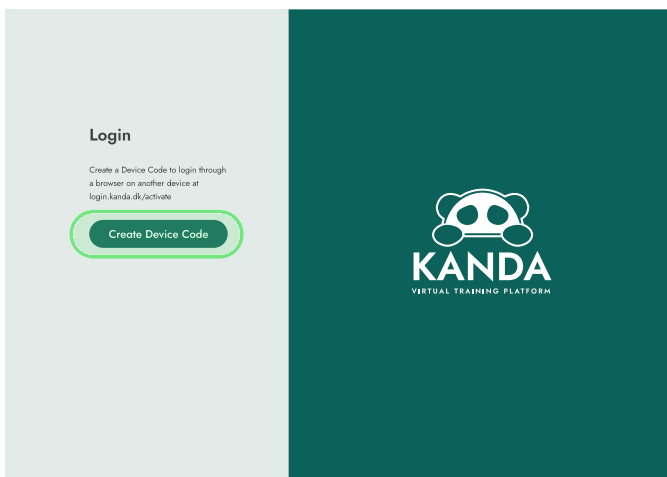 Login
Create a Device Code to login through
a browser on another device at
login.kanda.dk/activate
Create Device Code
KANDA
VIRTUAL TRAINING PLATFORM